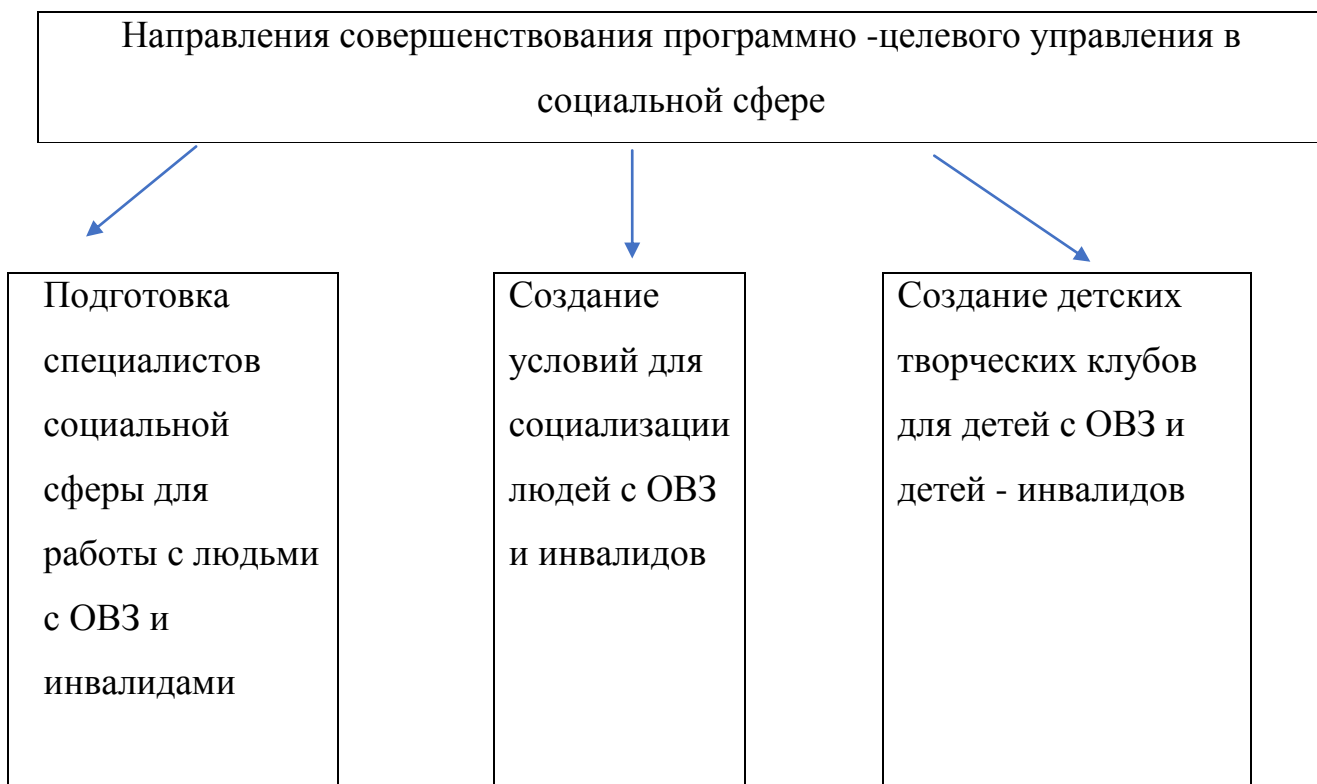 Направления совершенствования программно -целевого управления в
социальной сфере
Подготовка
специалистов
социальной
сферы для
работы с людьми
с ОВЗ и
инвалидами
Создание
условий для
социализации
людей с ОВЗ
и инвалидов
Создание детских
творческих клубов
для детей с ОВЗ и
детей - инвалидов